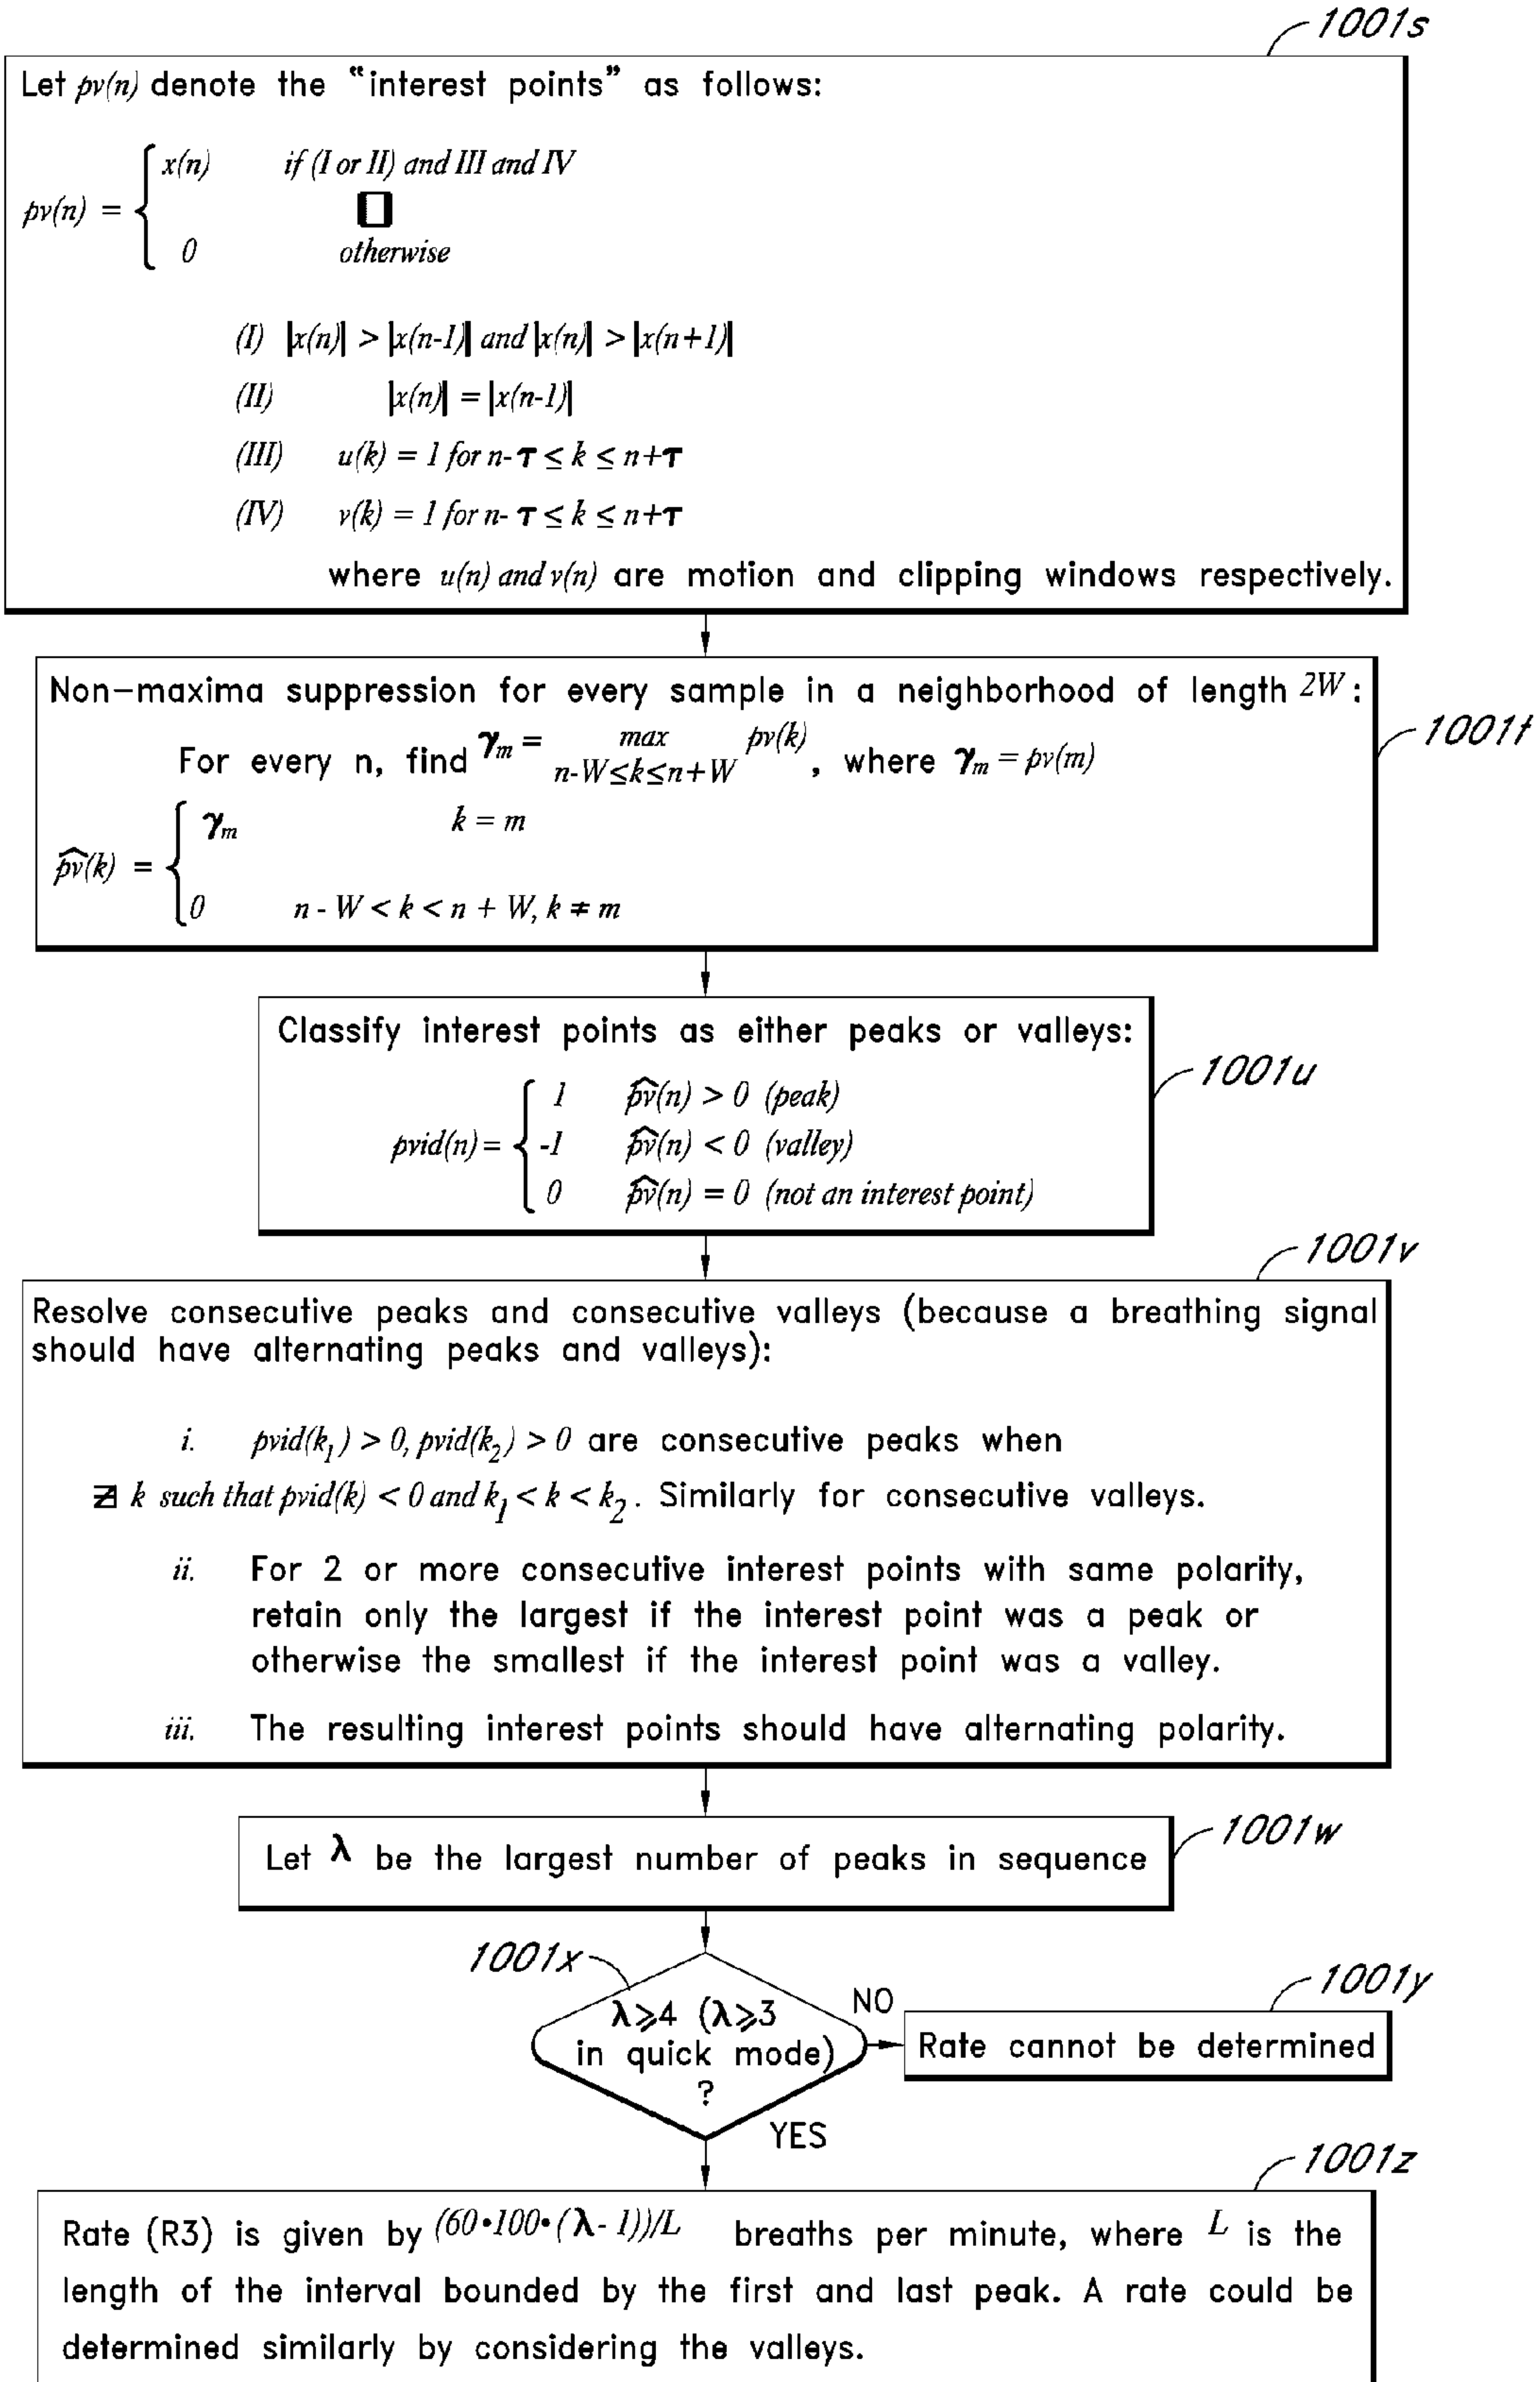 1001s
Let pv(n) denote the "interest points" as follows:
x(n) if (I or II) and III and IV
pv(n) =
0 otherwise
(I) |x(n)| > |x(n-1)| and |x(n)| > |x(n+1)|
(II) |x(n)| = |x(n-1)|
(III) u(k) = 1 for n- τ ≤ k ≤ n+τ
(IV) v(k) = 1 for n- τ ≤ k ≤ n+τ
where u(n) and v(n) are motion and clipping windows respectively.
Non-maxima suppression for every sample in a neighborhood of length 2W :
1001t
For every n, find γm = max n-W≤k≤n+W pv(k) , where γm = pv(m)
γm k = m
p̂v(k) =
0 n - W < k < n + W, k ≠ m
Classify interest points as either peaks or valleys:
1001u
1 p̂v(n) > 0 (peak)
pvid(n) = -1 p̂v(n) < 0 (valley)
0 p̂v(n) = 0 (not an interest point)
1001v
Resolve consecutive peaks and consecutive valleys (because a breathing signal
should have alternating peaks and valleys):
i. pvid(k1) > 0, pvid(k2) > 0 are consecutive peaks when
∄ k such that pvid(k) < 0 and k1 < k < k2. Similarly for consecutive valleys.
ii. For 2 or more consecutive interest points with same polarity,
retain only the largest if the interest point was a peak or
otherwise the smallest if the interest point was a valley.
iii. The resulting interest points should have alternating polarity.
1001w
Let λ be the largest number of peaks in sequence
1001x
λ⩾4 (λ⩾3
in quick mode)
?
NO
1001y
Rate cannot be determined
YES
1001z
Rate (R3) is given by (60•100•(λ- 1))/L breaths per minute, where L is the
length of the interval bounded by the first and last peak. A rate could be
determined similarly by considering the valleys.